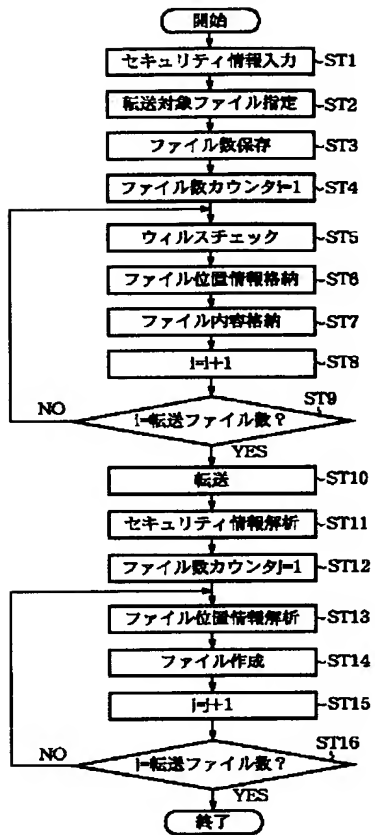 開始
セキュリティ情報入力 ST1
転送対象ファイル指定 ST2
ファイル数保存 ST3
ファイル数カウンタi=1 ST4
ウィルスチェック ST5
ファイル位置情報格納 ST6
ファイル内容格納 ST7
i=i+1 ST8
ST9
NO i=転送ファイル数?
YES
転送 ST10
セキュリティ情報解析 ST11
ファイル数カウンタj=1 ST12
ファイル位置情報解析 ST13
ファイル作成 ST14
j=j+1 ST15
ST16
NO j=転送ファイル数?
YES
終了